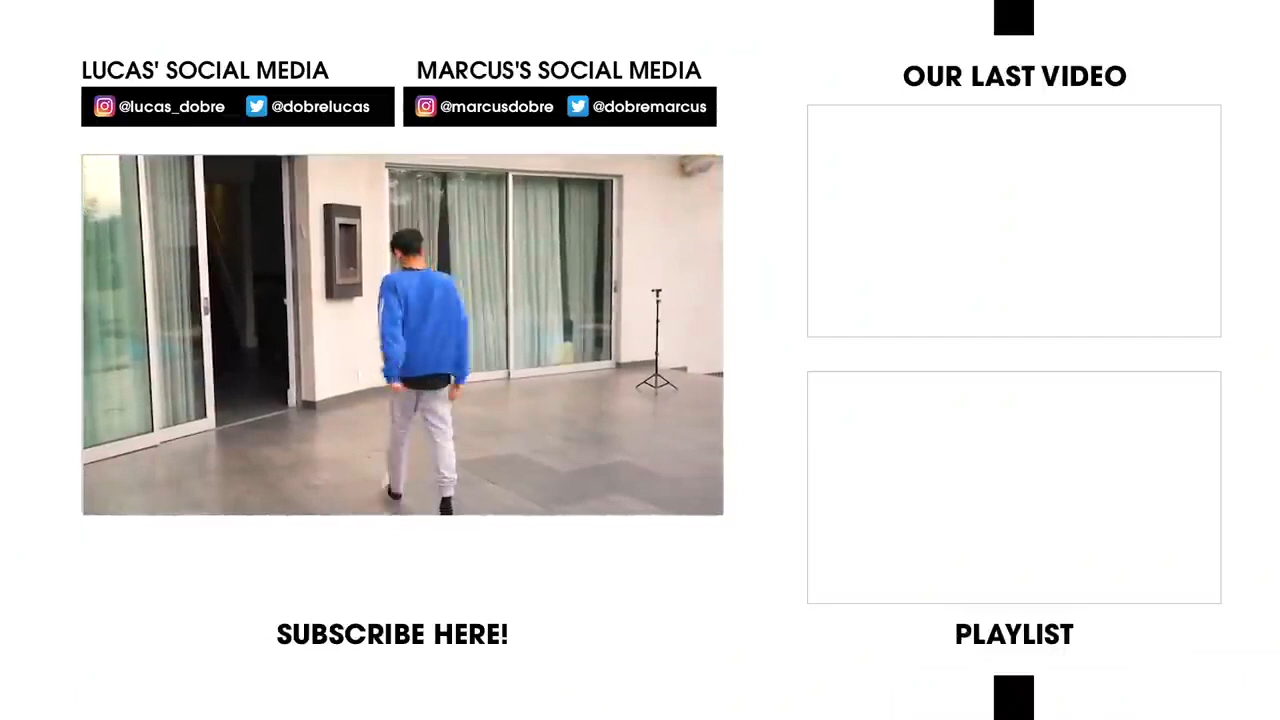 LUCAS' SOCIAL MEDIA
@lucas_dobre @dobrelucas
MARCUS'S SOCIAL MEDIA
@marcusdobre @dobremarcus
OUR LAST VIDEO
SUBSCRIBE HERE!
PLAYLIST